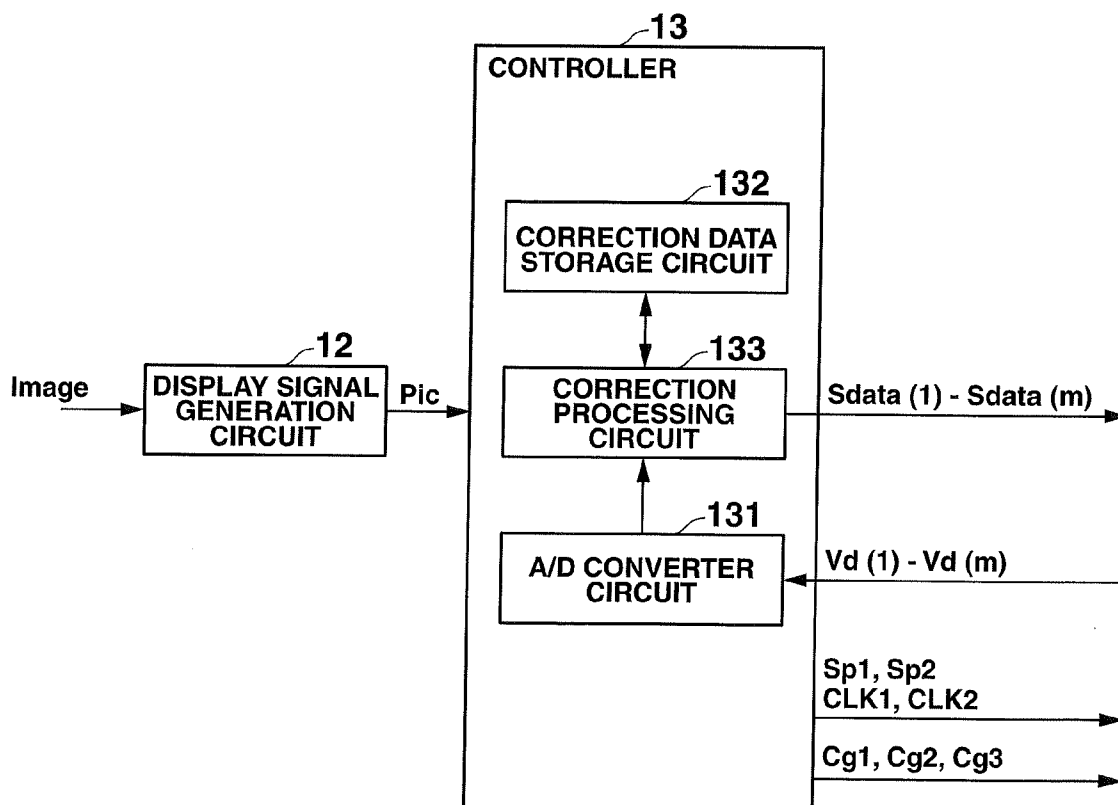 13
CONTROLLER
132
CORRECTION DATA
STORAGE CIRCUIT
12
133
Image
DISPLAY SIGNAL
GENERATION
CIRCUIT
Pic
CORRECTION
PROCESSING
CIRCUIT
Sdata (1) - Sdata (m)
131
A/D CONVERTER
CIRCUIT
Vd (1) - Vd (m)
Sp1, Sp2
CLK1, CLK2
Cg1, Cg2, Cg3